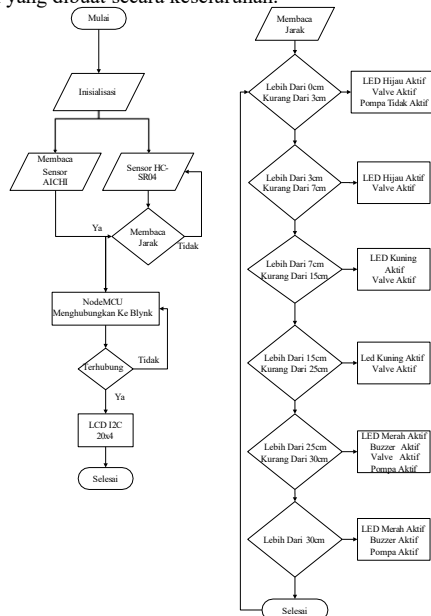 yang dibuat secara keseluruhan.
Mulai
Inisialisasi
Membaca
Sensor
AICHI
Sensor HC-
SR04
Ya
Membaca
Jarak
Tidak
NodeMCU
Menghubungkan Ke Blynk
Terhubung
Tidak
Ya
LCD I2C
20x4
Selesai
Membaca
Jarak
Lebih Dari 0cm
Kurang Dari 3cm
LED Hijau Aktif
Valve Aktif
Pompa Tidak Aktif
Lebih Dari 3cm
Kurang Dari 7cm
LED Hijau Aktif
Valve Aktif
Lebih Dari 7cm
Kurang Dari 15cm
LED Kuning
Aktif
Valve Aktif
Lebih Dari 15cm
Kurang Dari 25cm
Led Kuning Aktif
Valve Aktif
Lebih Dari 25cm
Kurang Dari 30cm
LED Merah Aktif
Buzzer Aktif
Valve Aktif
Pompa Aktif
Lebih Dari 30cm
LED Merah Aktif
Buzzer Aktif
Pompa Aktif
Selesai